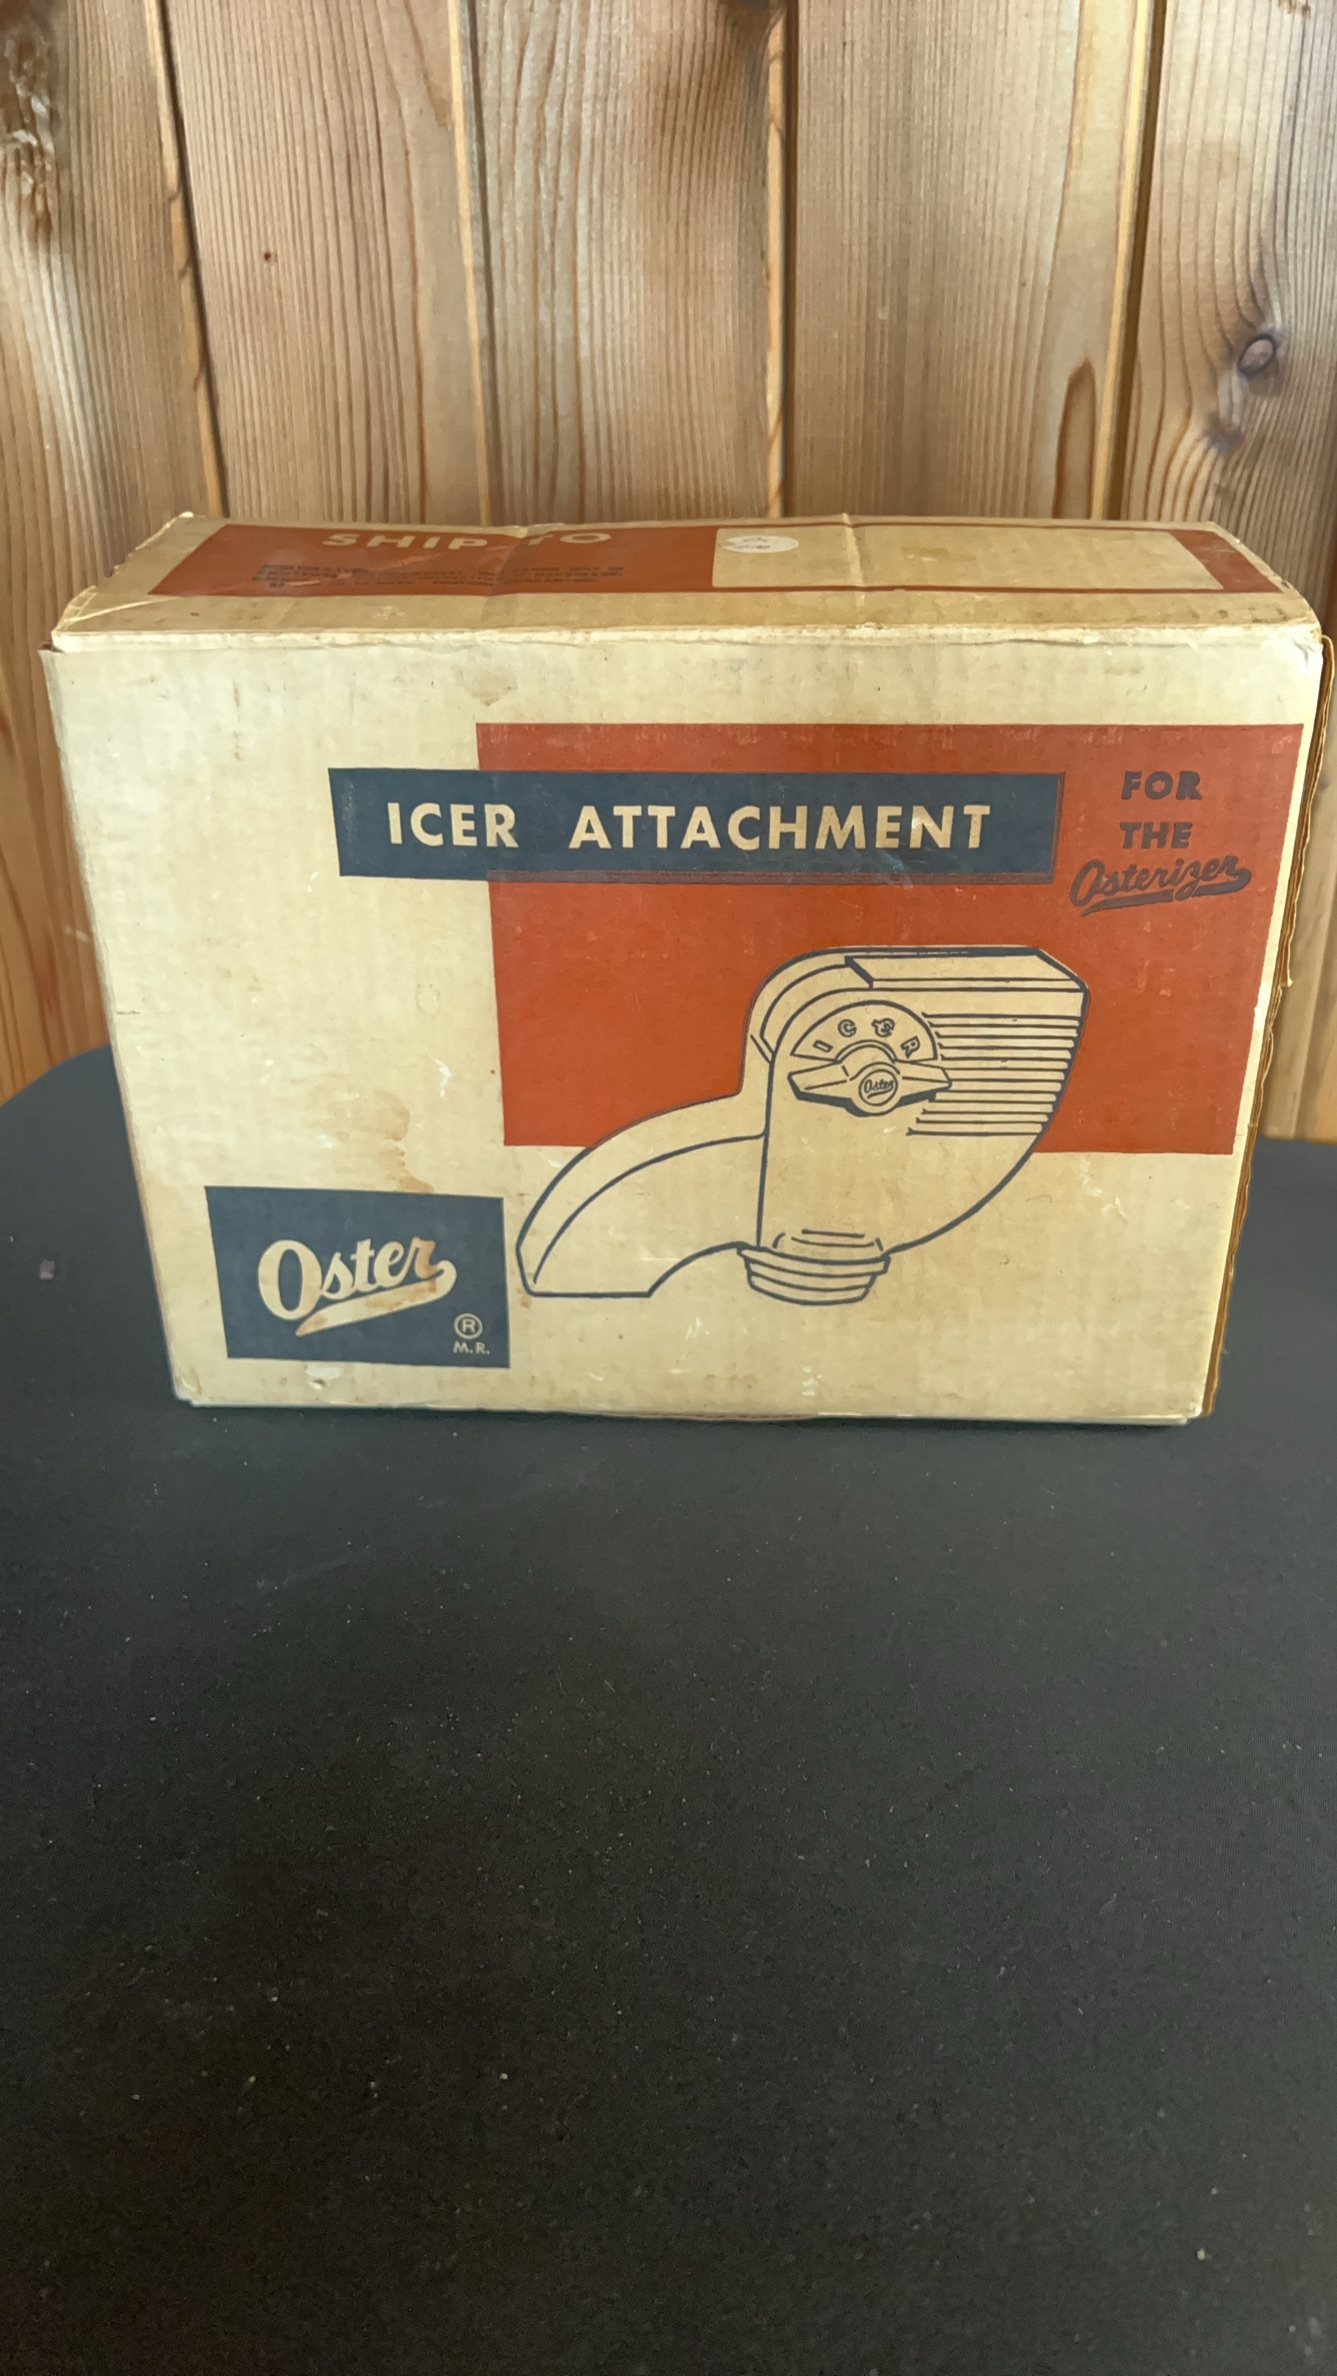 SHIP TO
ICER ATTACHMENT
FOR
THE
Osterizer
ICER
Oster
Oster
®
M.R.